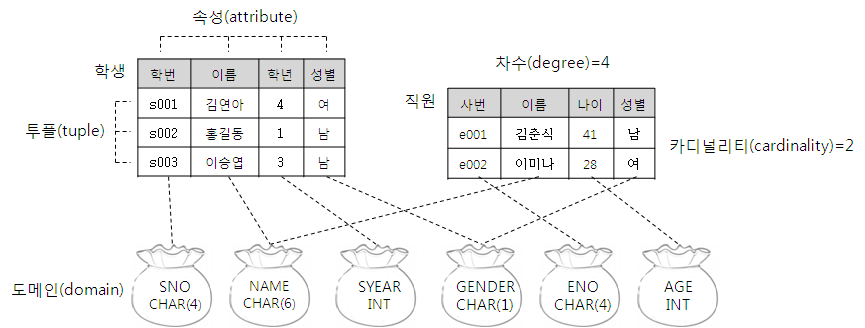 속성(attribute)
학생
학번 이름 학년 성별
s001 김연아 4 여
s002 홍길동 1 남
s003 이승엽 3 남
투플(tuple)
차수(degree)=4
직원
사번 이름 나이 성별
e001 김춘식 41 남
e002 이미나 28 여
카디널리티(cardinality)=2
도메인(domain)
SNO
CHAR(4)
NAME
CHAR(6)
SYEAR
INT
GENDER
CHAR(1)
ENO
CHAR(4)
AGE
INT